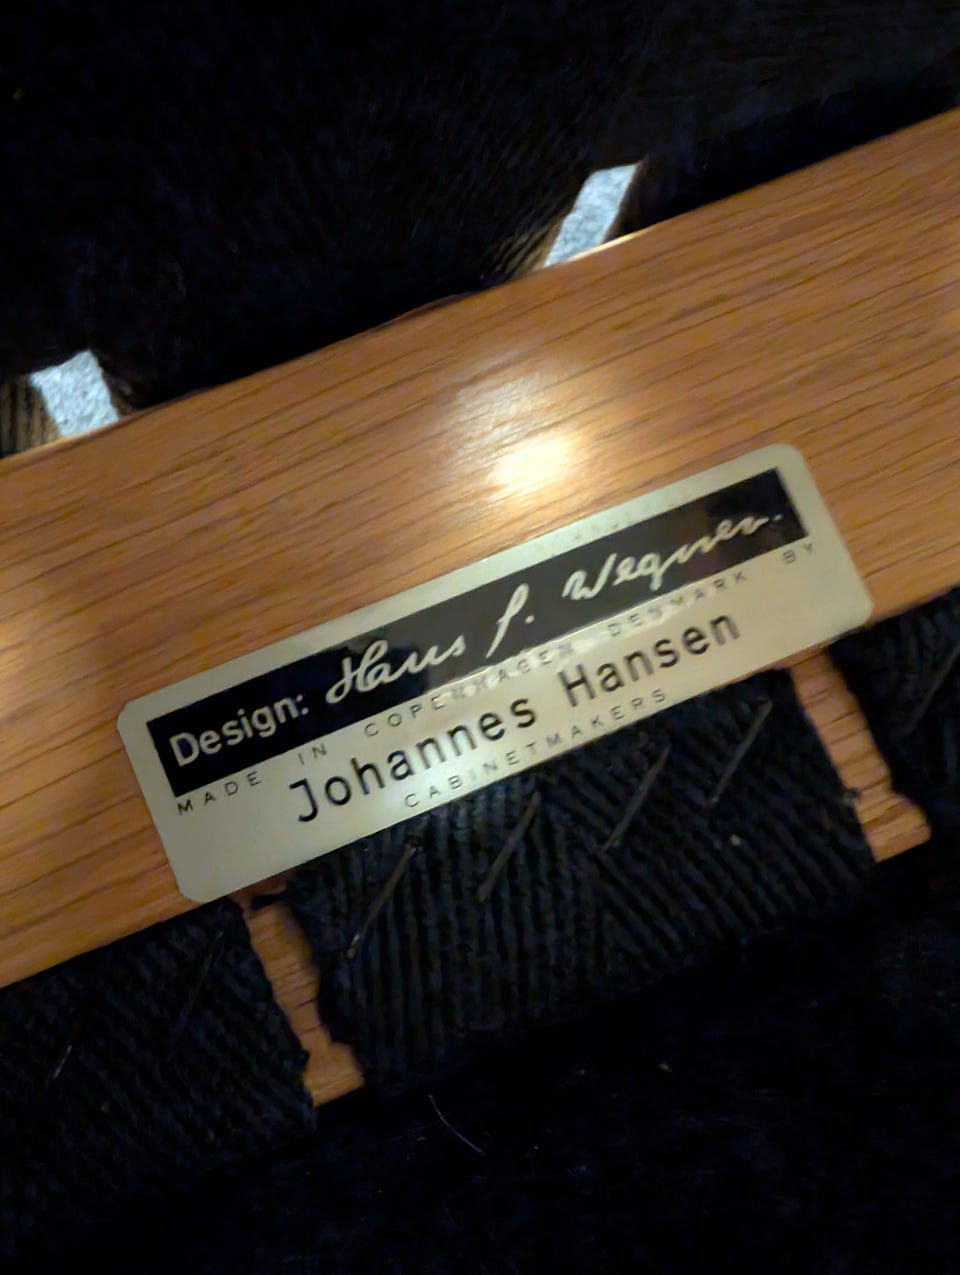 Design: Hans J. Wegner.
MADE IN COPENHAGEN DENMARK BY
Johannes Hansen
CABINETMAKERS